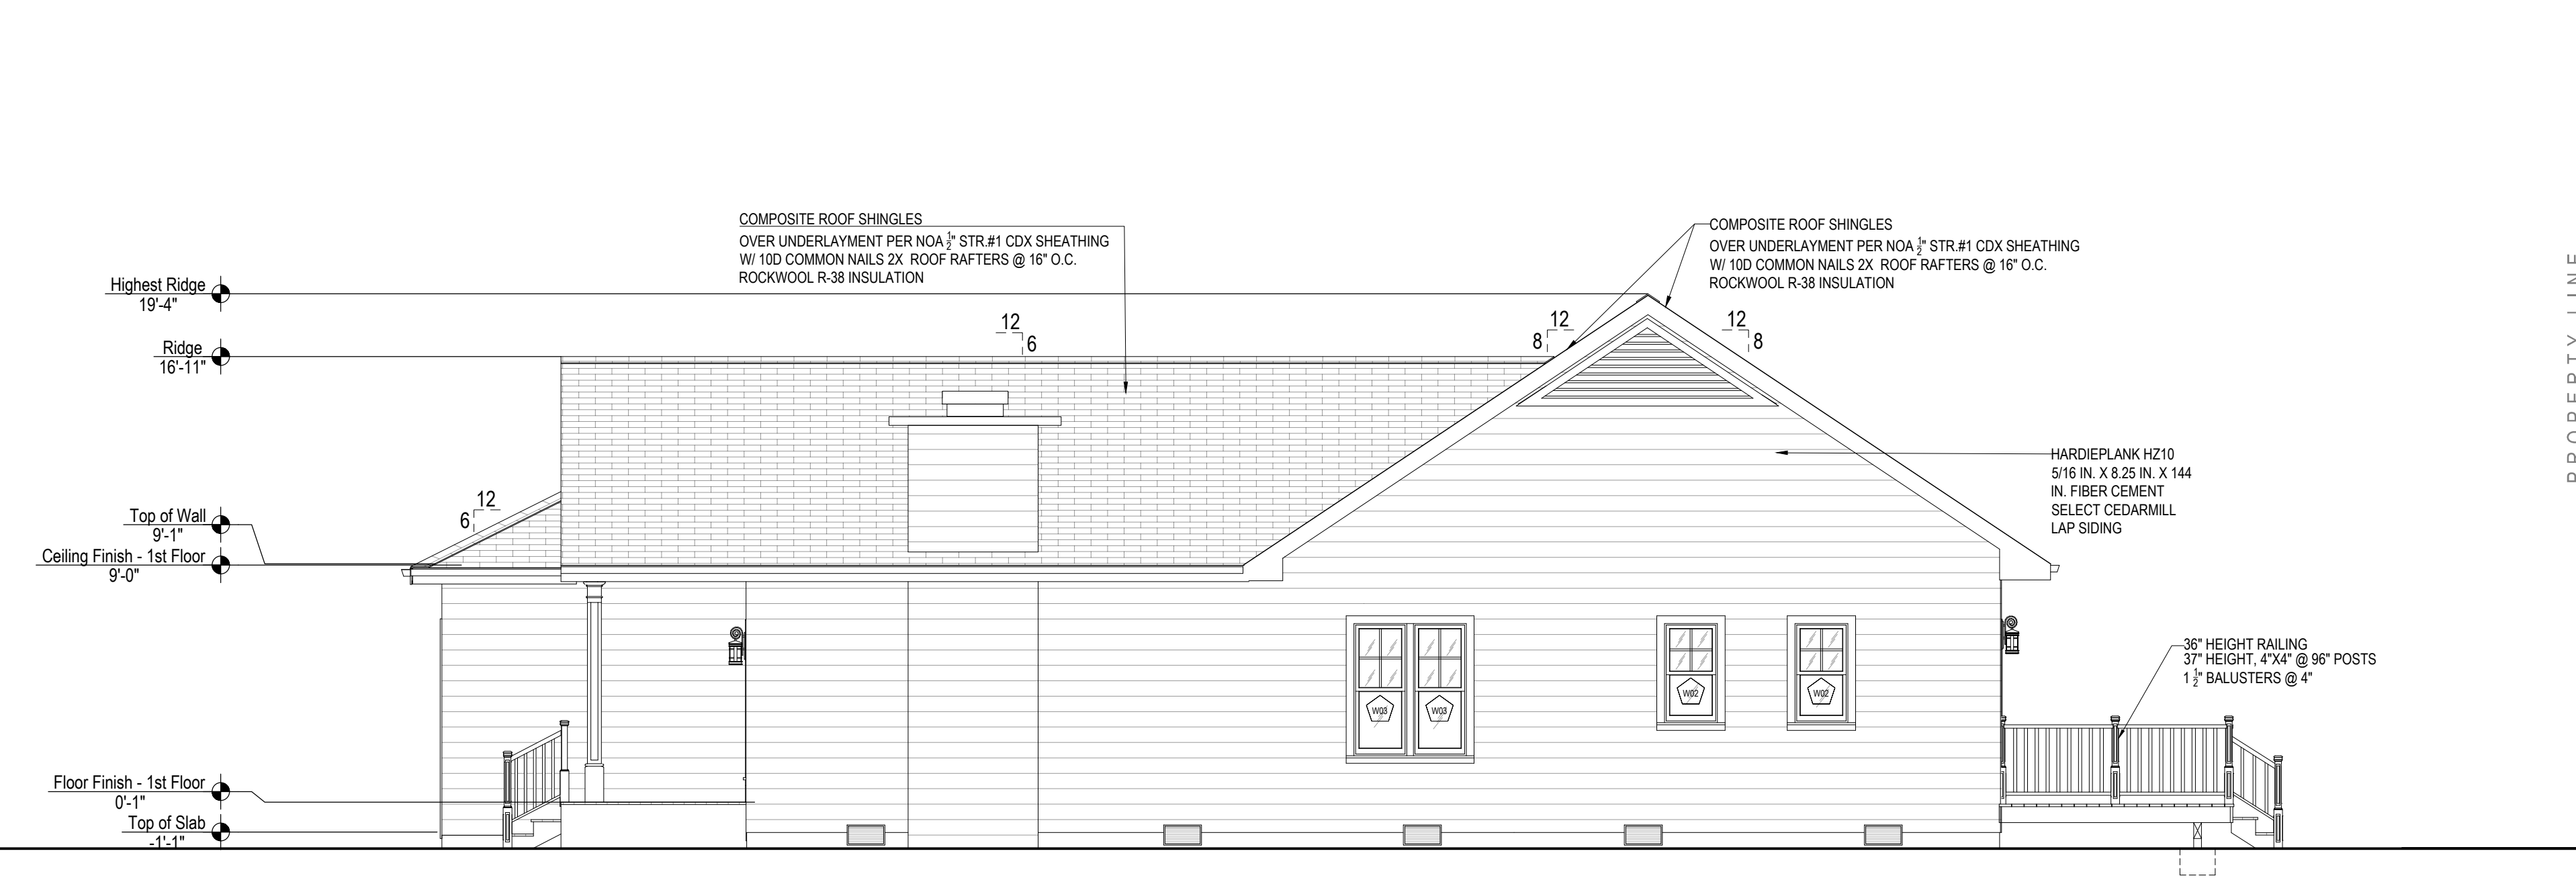 COMPOSITE ROOF SHINGLES
OVER UNDERLAYMENT PER NOA 1/2" STR.#1 CDX SHEATHING
W/ 10D COMMON NAILS 2X ROOF RAFTERS @ 16" O.C.
ROCKWOOL R-38 INSULATION
COMPOSITE ROOF SHINGLES
OVER UNDERLAYMENT PER NOA 1/2" STR.#1 CDX SHEATHING
W/ 10D COMMON NAILS 2X ROOF RAFTERS @ 16" O.C.
ROCKWOOL R-38 INSULATION
PROPERTY LINE
Highest Ridge
19'-4"
12
6
12
8
12
8
Ridge
16'-11"
HARDIEPLANK HZ10
5/16 IN. X 8.25 IN. X 144
IN. FIBER CEMENT
SELECT CEDARMILL
LAP SIDING
12
6
Top of Wall
9'-1"
Ceiling Finish - 1st Floor
9'-0"
36" HEIGHT RAILING
37" HEIGHT, 4"X4" @ 96" POSTS
1 1/2" BALUSTERS @ 4"
W03
W03
W02
W02
Floor Finish - 1st Floor
0'-1"
Top of Slab
-1'-1"